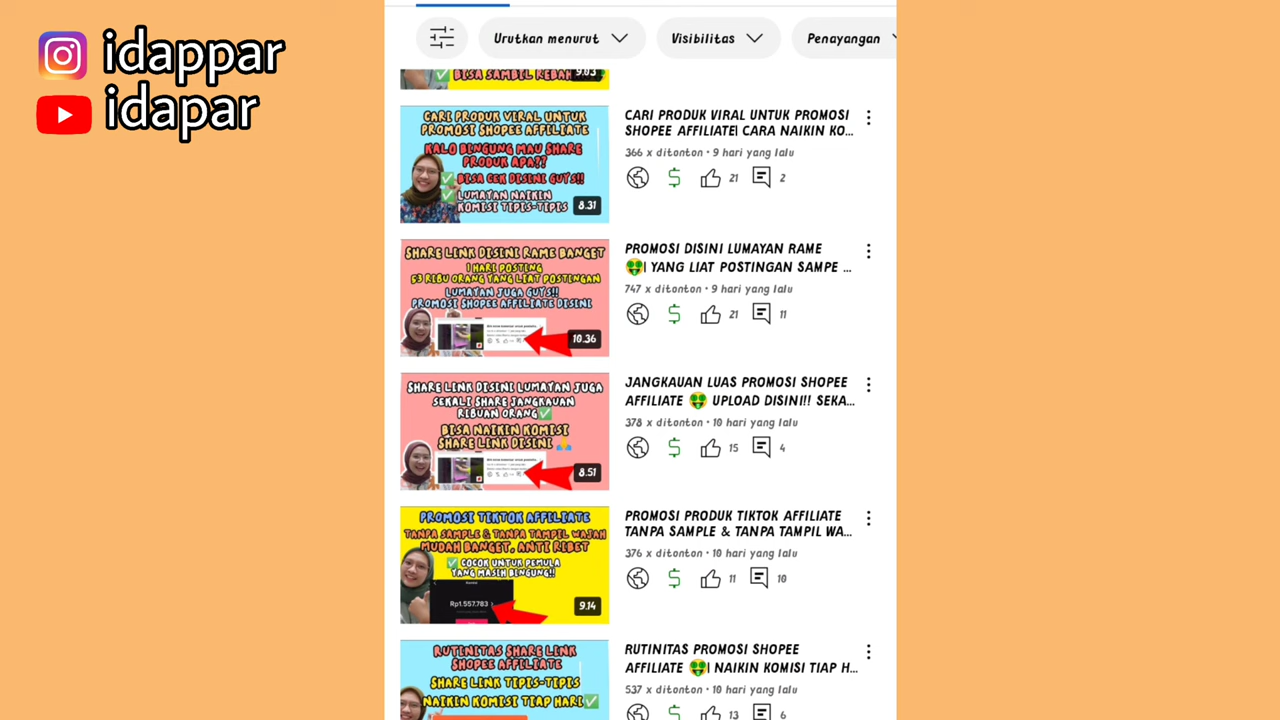 idappar
idapar
Urutkan menurut
Visibilitas
Penayangan
BISA SAMBIL REBAH
9.03
CARI PRODUK VIRAL UNTUK
PROMOSI SHOPEE AFFILIATE
KALO BINGUNG MAU SHARE
PRODUK APA??
BISA CEK DISINI GUYS!!
LUMAYAN NAIKIN
KOMISI TIPIS-TIPIS
8.31
CARI PRODUK VIRAL UNTUK PROMOSI
SHOPEE AFFILIATE| CARA NAIKIN KO...
366 x ditonton • 9 hari yang lalu
21
2
SHARE LINK DISINI RAME BANGET
1 HARI POSTING
53 RIBU ORANG YANG LIAT POSTINGAN
LUMAYAN JUGA GUYS!!
PROMOSI SHOPEE AFFILIATE DISINI
10.36
PROMOSI DISINI LUMAYAN RAME
🤑| YANG LIAT POSTINGAN SAMPE ...
747 x ditonton • 9 hari yang lalu
21
11
SHARE LINK DISINI LUMAYAN JUGA
SEKALI SHARE JANGKAUAN
RIBUAN ORANG✅
BISA NAIKIN KOMISI
SHARE LINK DISINI 🙏
8.51
JANGKAUAN LUAS PROMOSI SHOPEE
AFFILIATE 🤑 UPLOAD DISINI!! SEKA...
378 x ditonton • 10 hari yang lalu
15
4
PROMOSI TIKTOK AFFILIATE
TANPA SAMPLE & TANPA TAMPIL WAJAH
MUDAH BANGET, ANTI RIBET
✅ COCOK UNTUK PEMULA
YANG MASIH BINGUNG!!
Rp1.557.783
9.14
PROMOSI PRODUK TIKTOK AFFILIATE
TANPA SAMPLE & TANPA TAMPIL WA...
376 x ditonton • 10 hari yang lalu
11
10
RUTINITAS SHARE LINK
SHOPEE AFFILIATE
SHARE LINK TIPIS-TIPIS
NAIKIN KOMISI TIAP HARI✅
RUTINITAS PROMOSI SHOPEE
AFFILIATE 🤑| NAIKIN KOMISI TIAP H...
537 x ditonton • 10 hari yang lalu
13
6